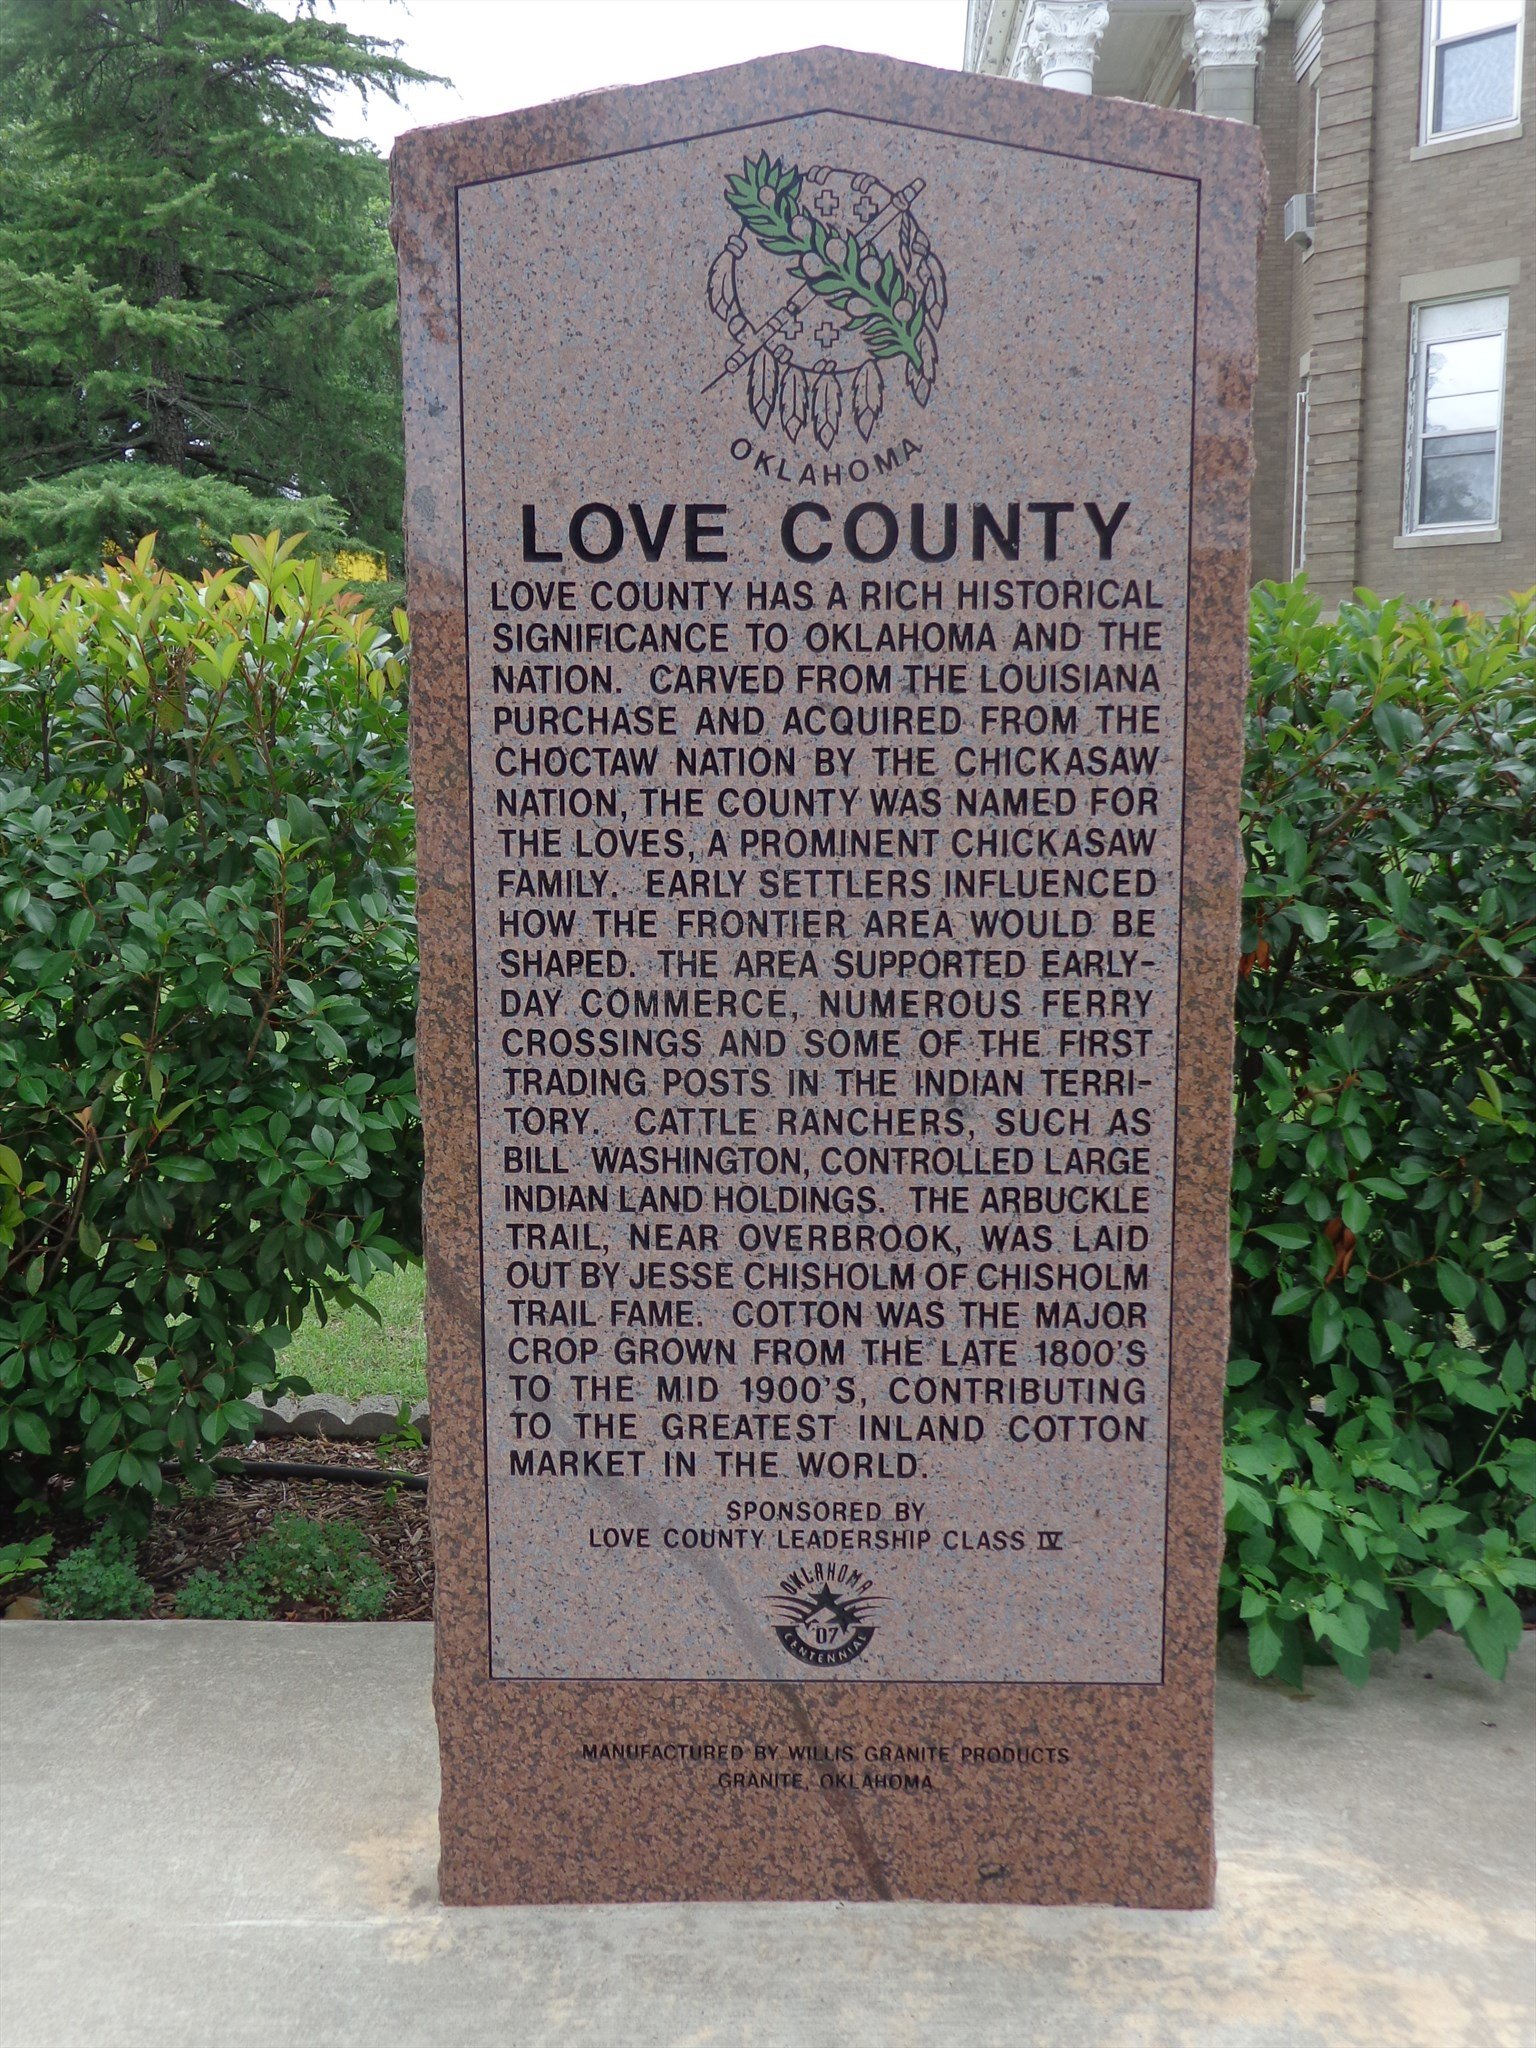 OKLAHOMA
LOVE COUNTY
LOVE COUNTY HAS A RICH HISTORICAL
SIGNIFICANCE TO OKLAHOMA AND THE
NATION. CARVED FROM THE LOUISIANA
PURCHASE AND ACQUIRED FROM THE
CHOCTAW NATION BY THE CHICKASAW
NATION, THE COUNTY WAS NAMED FOR
THE LOVES, A PROMINENT CHICKASAW
FAMILY. EARLY SETTLERS INFLUENCED
HOW THE FRONTIER AREA WOULD BE
SHAPED. THE AREA SUPPORTED EARLY-
DAY COMMERCE, NUMEROUS FERRY
CROSSINGS AND SOME OF THE FIRST
TRADING POSTS IN THE INDIAN TERRI-
TORY. CATTLE RANCHERS, SUCH AS
BILL WASHINGTON, CONTROLLED LARGE
INDIAN LAND HOLDINGS. THE ARBUCKLE
TRAIL, NEAR OVERBROOK, WAS LAID
OUT BY JESSE CHISHOLM OF CHISHOLM
TRAIL FAME. COTTON WAS THE MAJOR
CROP GROWN FROM THE LATE 1800'S
TO THE MID 1900'S, CONTRIBUTING
TO THE GREATEST INLAND COTTON
MARKET IN THE WORLD.
SPONSORED BY
LOVE COUNTY LEADERSHIP CLASS IV
OKLAHOMA
'07
CENTENNIAL
MANUFACTURED BY WILLIS GRANITE PRODUCTS
GRANITE, OKLAHOMA